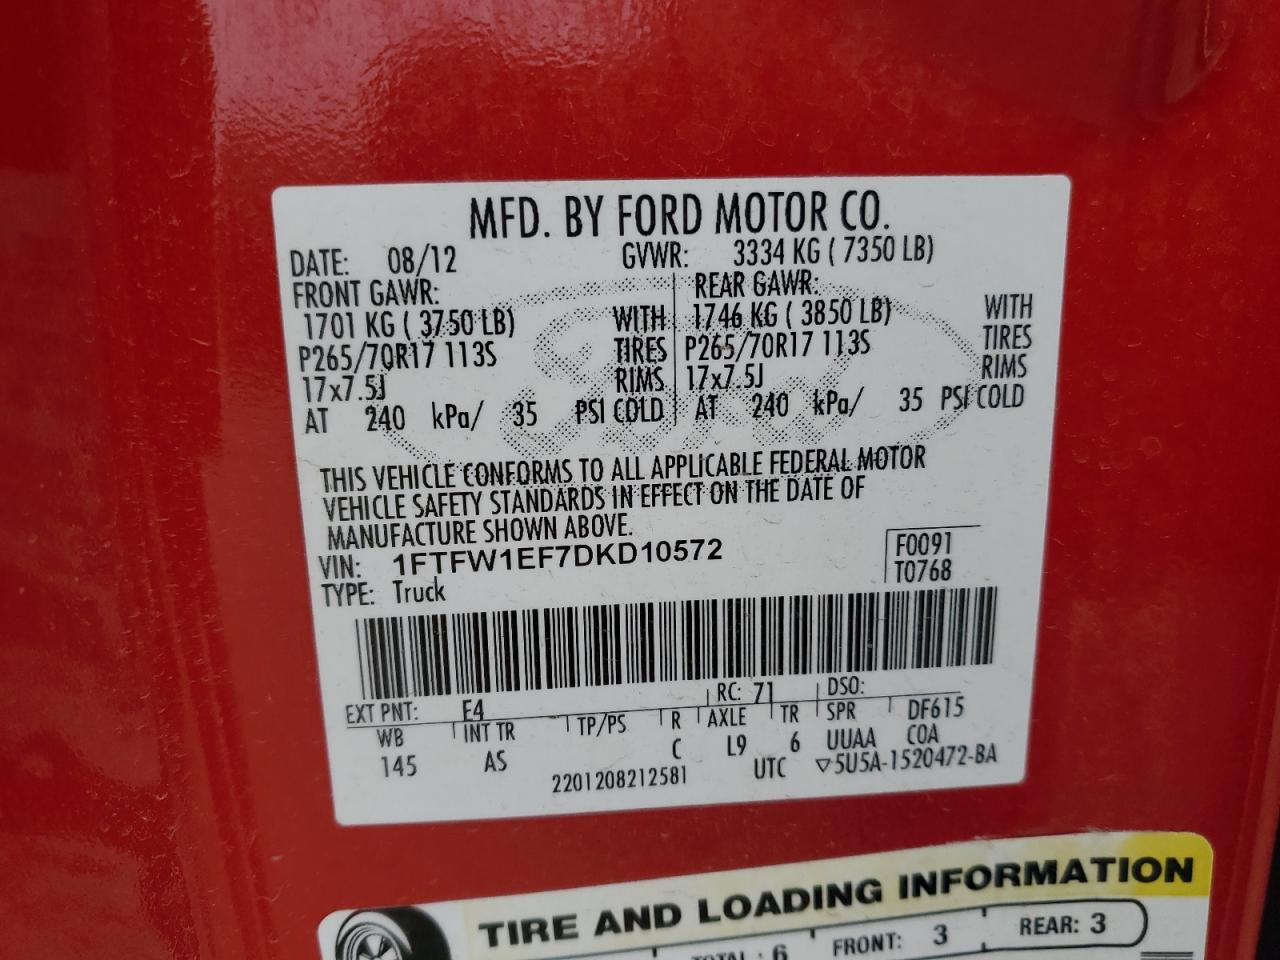 MFD. BY FORD MOTOR CO.
DATE: 08/12 GVWR: 3334 KG ( 7350 LB)
FRONT GAWR: REAR GAWR:
1701 KG ( 3750 LB) WITH 1746 KG ( 3850 LB) WITH
P265/70R17 113S TIRES P265/70R17 113S TIRES
17x7.5J RIMS 17x7.5J RIMS
AT 240 kPa/ 35 PSI COLD AT 240 kPa/ 35 PSI COLD
THIS VEHICLE CONFORMS TO ALL APPLICABLE FEDERAL MOTOR
VEHICLE SAFETY STANDARDS IN EFFECT ON THE DATE OF
MANUFACTURE SHOWN ABOVE.
VIN: 1FTFW1EF7DKD10572 F0091
TYPE: Truck T0768
EXT PNT: E4 RC: 71 DSO:
WB INT TR TP/PS R AXLE TR SPR DF615
145 AS C L9 6 UUAA COA
2201208212581 UTC ▽5U5A-1520472-BA
TIRE AND LOADING INFORMATION
TOTAL: 6 FRONT: 3 REAR: 3